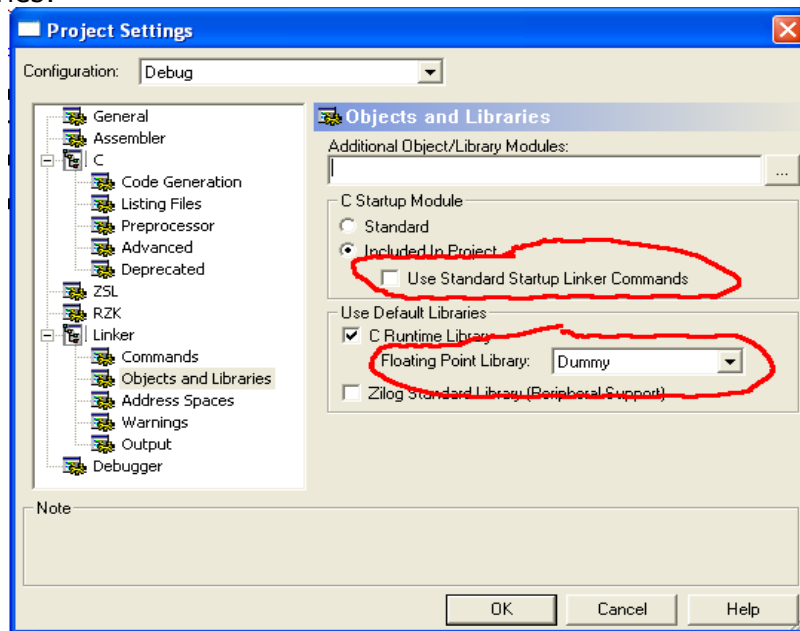 Project Settings
Configuration: Debug
General
Assembler
C
Code Generation
Listing Files
Preprocessor
Advanced
Deprecated
ZSL
RZK
Linker
Commands
Objects and Libraries
Address Spaces
Warnings
Output
Debugger
Objects and Libraries
Additional Object/Library Modules:
...
C Startup Module
Standard
Included In Project
Use Standard Startup Linker Commands
Use Default Libraries
C Runtime Library
Floating Point Library: Dummy
Zilog Standard Library (Peripheral Support)
Note
OK Cancel Help